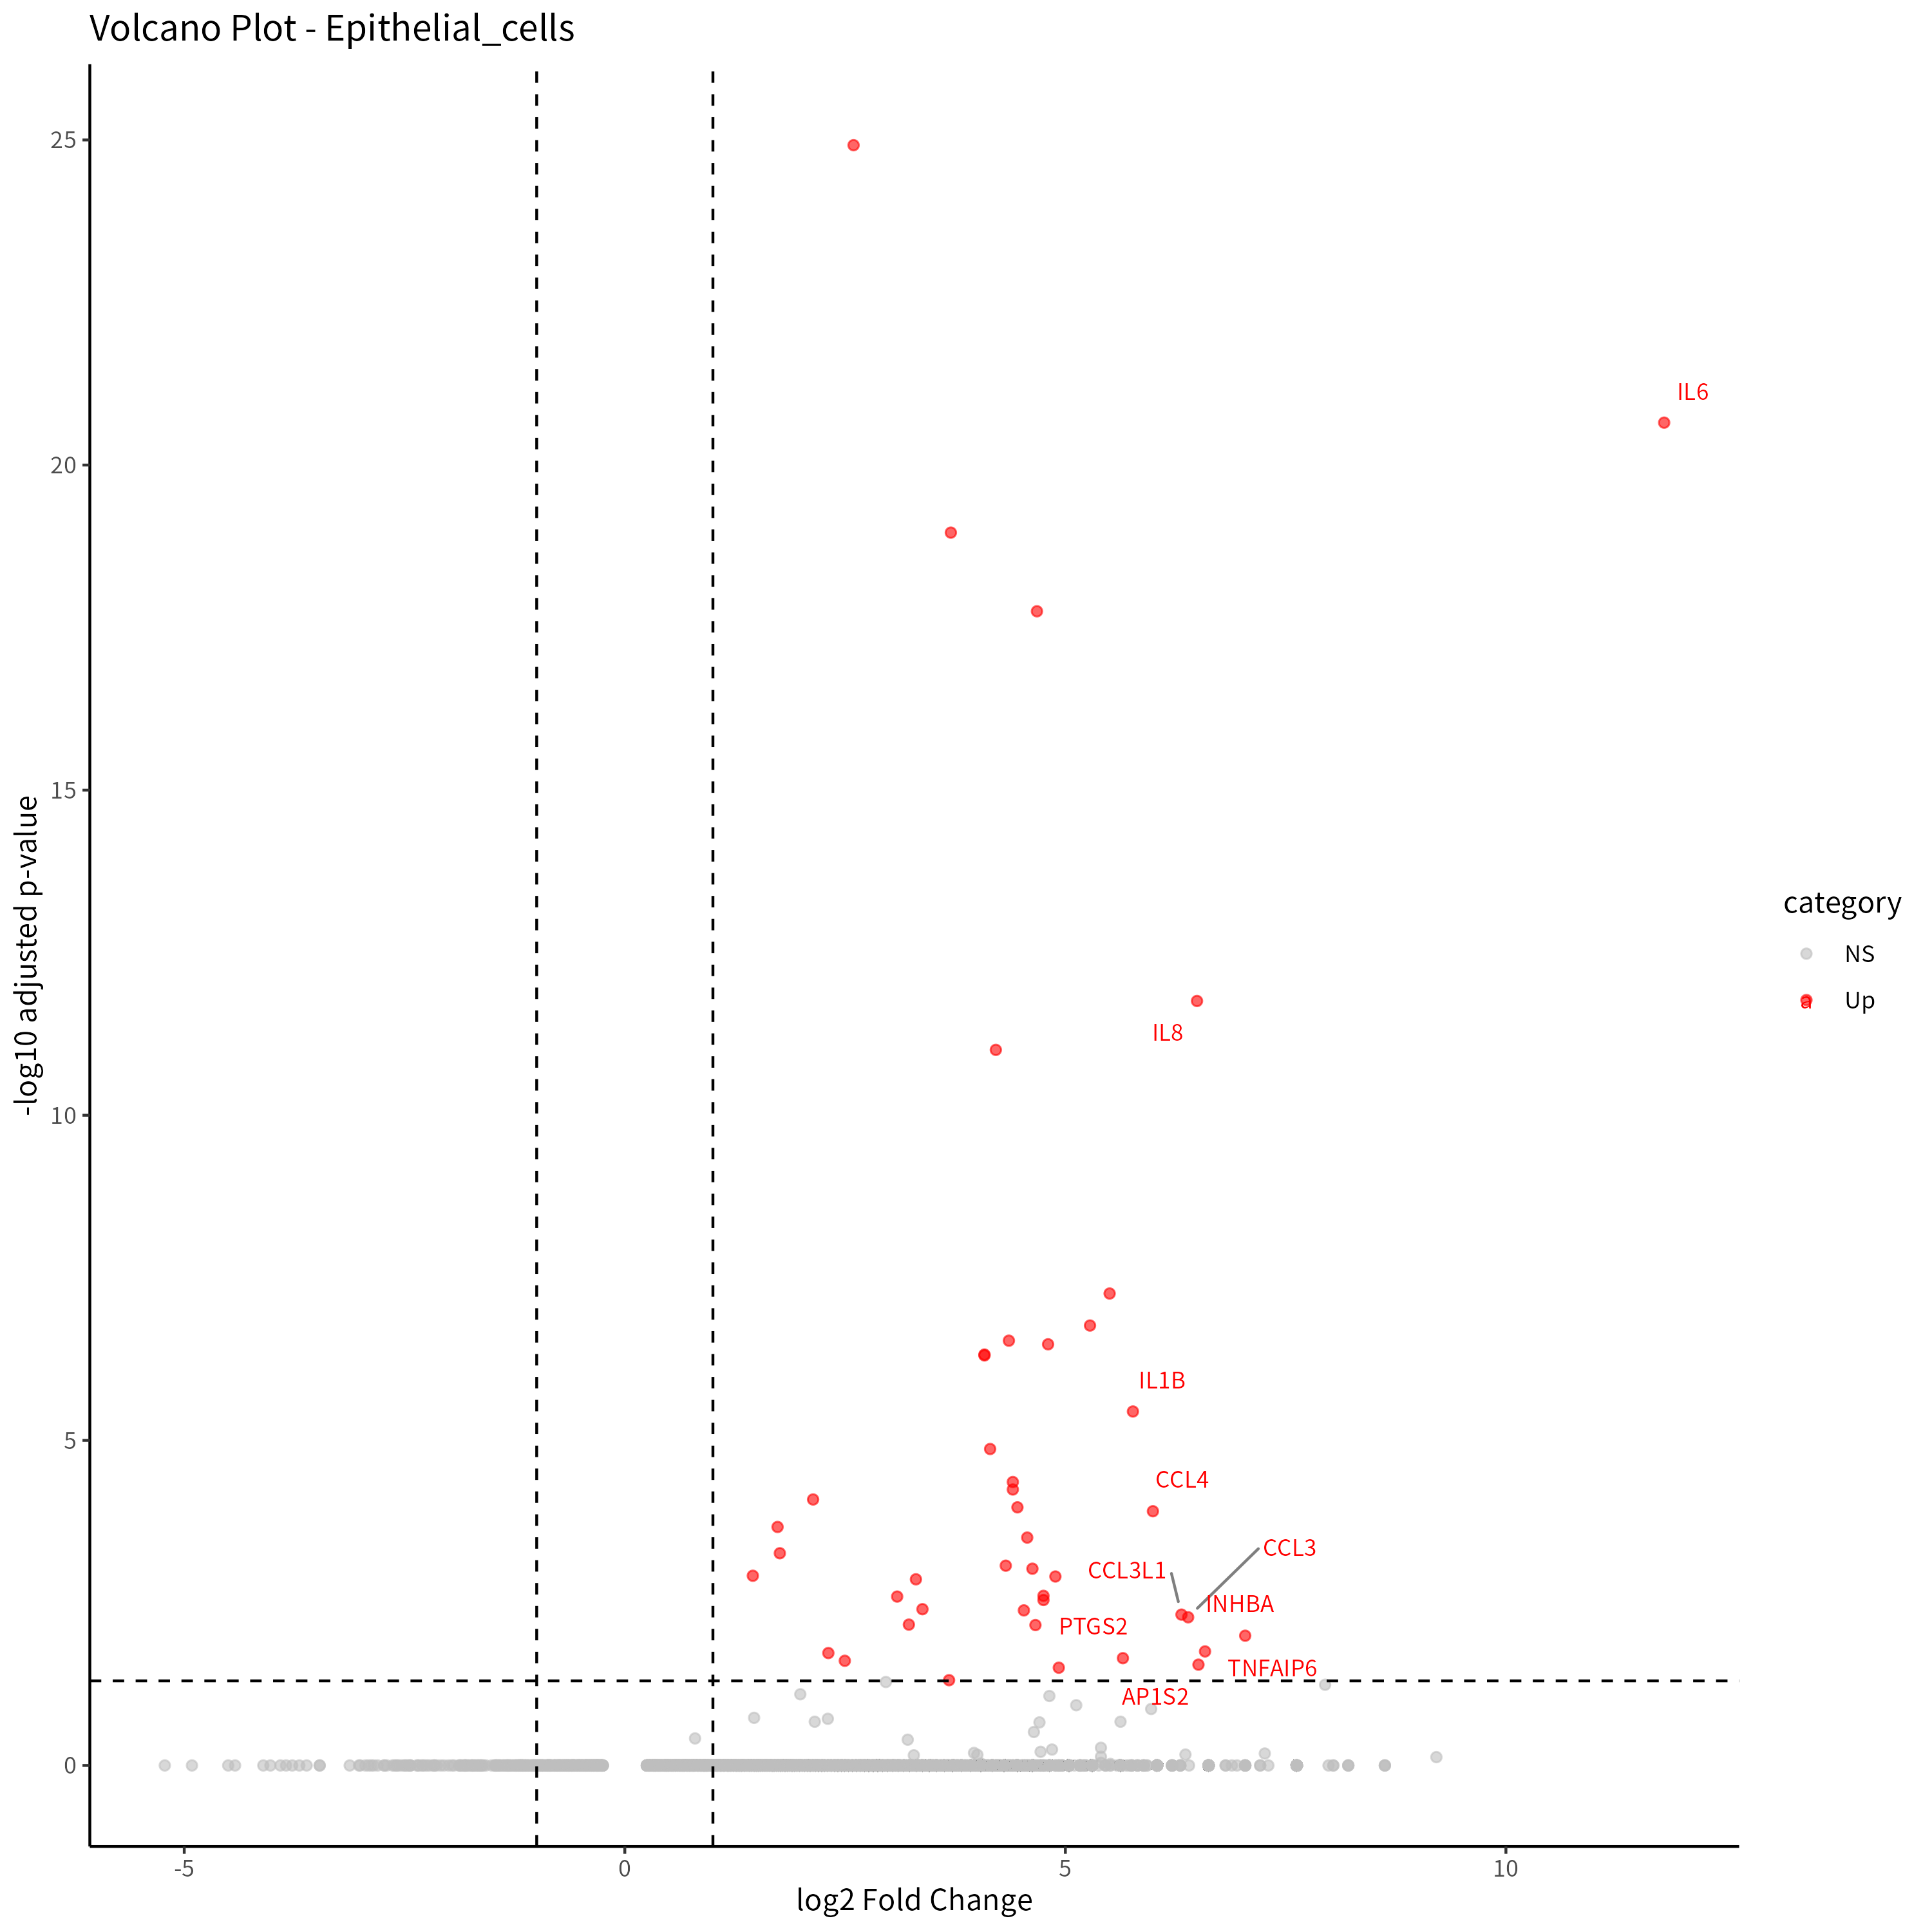 Volcano Plot - Epithelial_cells
25
20
15
10
5
0
-log10 adjusted p-value
IL6
IL8
IL1B
CCL4
CCL3
CCL3L1
INHBA
PTGS2
TNFAIP6
AP1S2
-5
0
5
10
log2 Fold Change
category
NS
a
Up